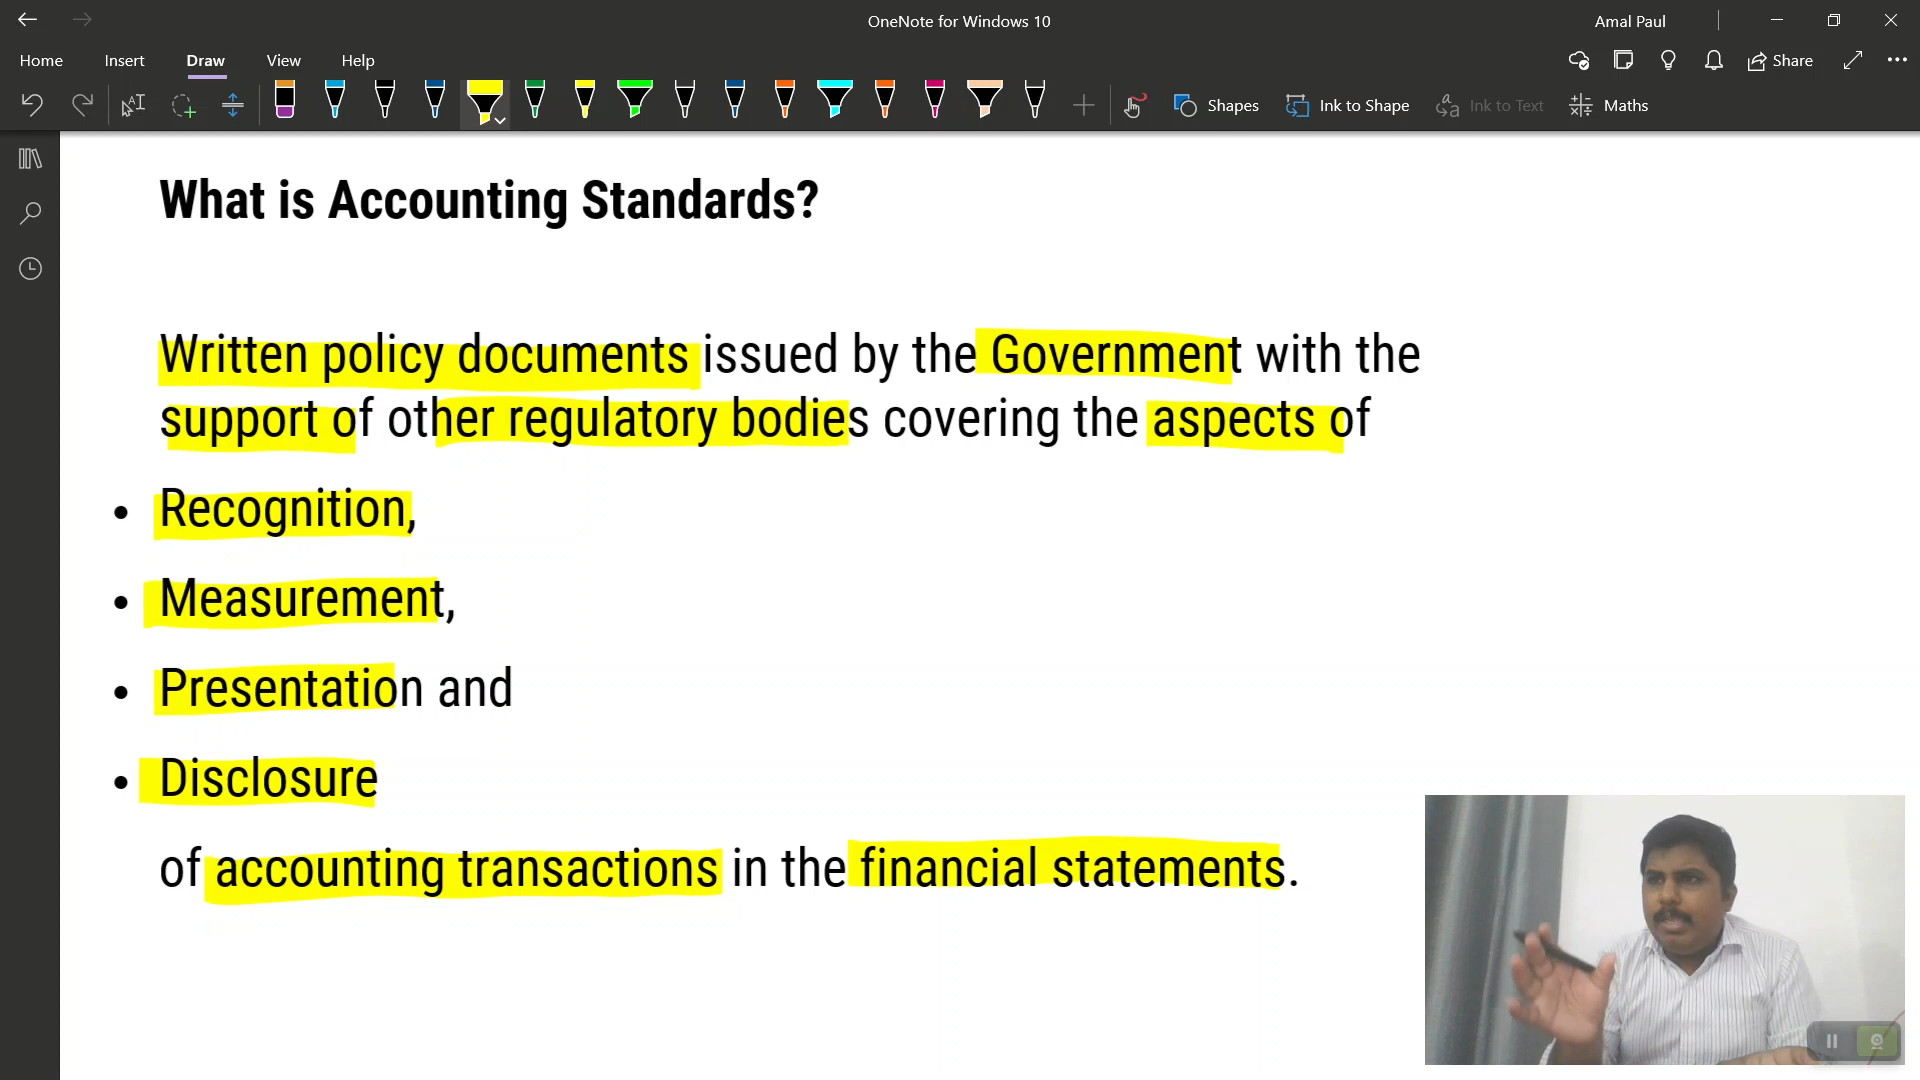 OneNote for Windows 10
Amal Paul
Home Insert Draw View Help
Share
Shapes Ink to Shape Ink to Text Maths
What is Accounting Standards?
Written policy documents issued by the Government with the
support of other regulatory bodies covering the aspects of
• Recognition,
• Measurement,
• Presentation and
• Disclosure
of accounting transactions in the financial statements.